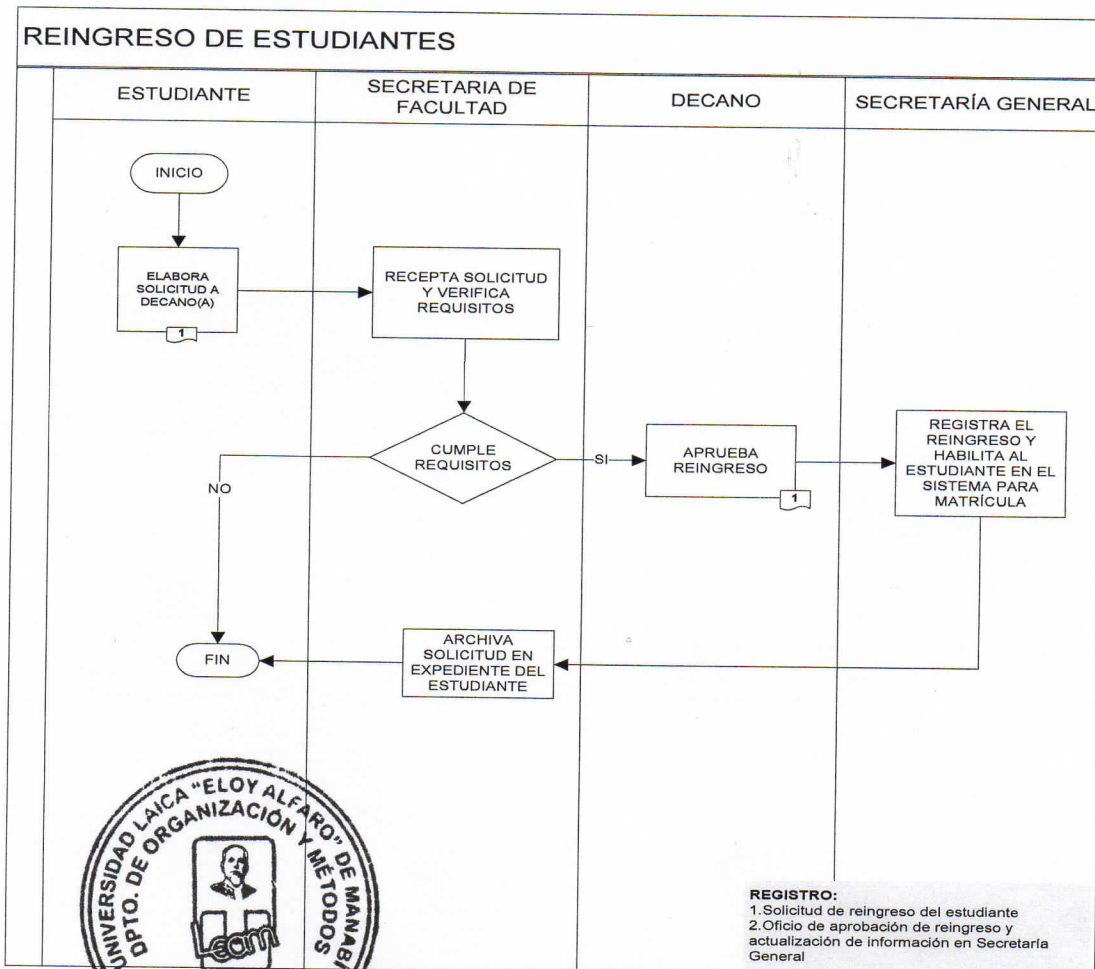 REINGRESO DE ESTUDIANTES
ESTUDIANTE
SECRETARIA DE
FACULTAD
DECANO
SECRETARÍA GENERAL
INICIO
ELABORA
SOLICITUD A
DECANO(A)
1
RECEPTA SOLICITUD
Y VERIFICA
REQUISITOS
CUMPLE
REQUISITOS
SI
NO
APRUEBA
REINGRESO
1
REGISTRA EL
REINGRESO Y
HABILITA AL
ESTUDIANTE EN EL
SISTEMA PARA
MATRÍCULA
ARCHIVA
SOLICITUD EN
EXPEDIENTE DEL
ESTUDIANTE
FIN
UNIVERSIDAD LAICA "ELOY ALFARO" DE MANABI
DPTO. DE ORGANIZACIÓN Y MÉTODOS
REGISTRO:
1.Solicitud de reingreso del estudiante
2.Oficio de aprobación de reingreso y
actualización de información en Secretaría
General